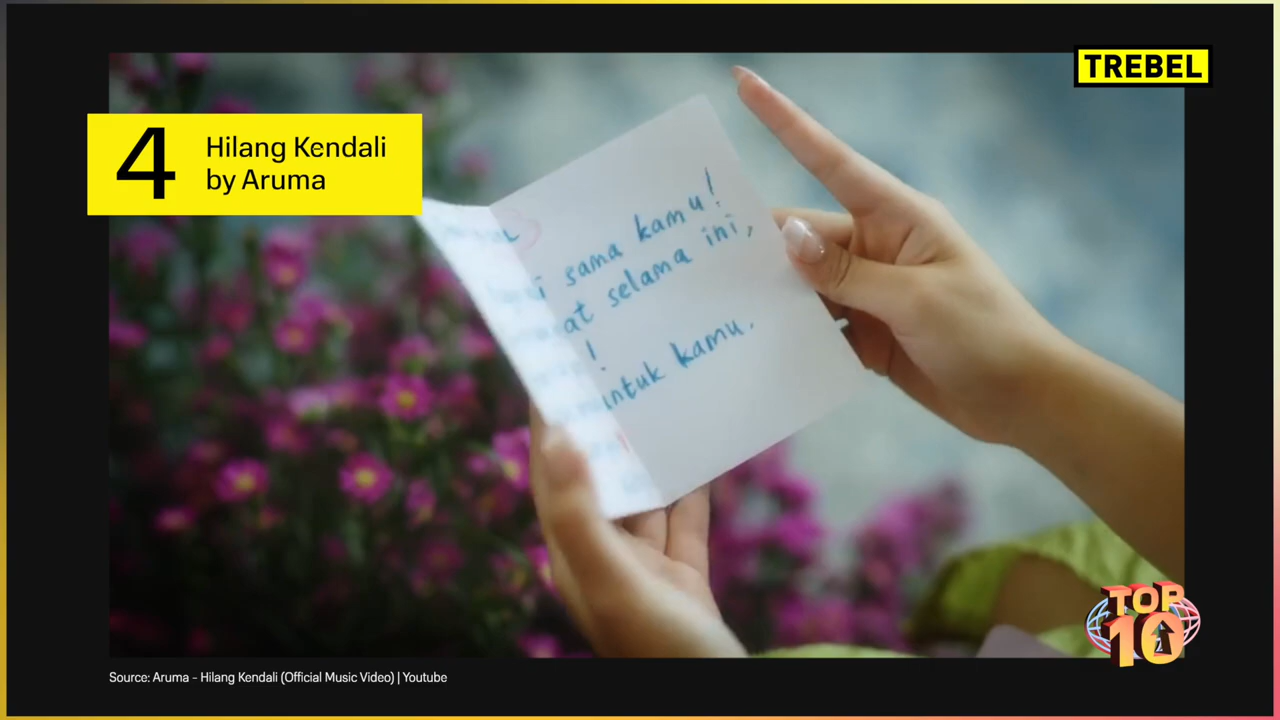 TREBEL
4
Hilang Kendali
by Aruma
sama kamu!
at selama ini,
!
untuk kamu.
TOP
10
Source: Aruma - Hilang Kendali (Official Music Video) | Youtube